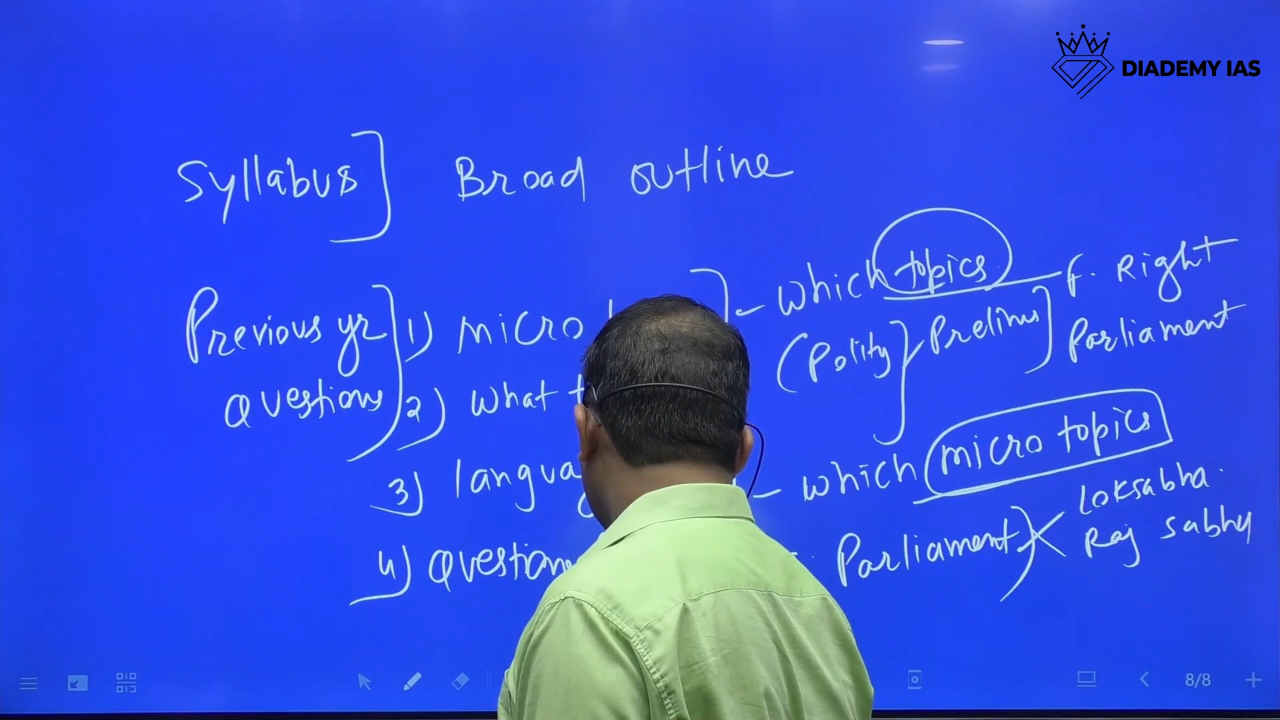 DIADEMY IAS
Syllabus] Broad outline
Previous yr questions]
1) micro
2) what
3) langua
4) Question
- which topics
f. Right
(Polity} Prelims]
Parliament
- which micro topics
Parliament
Loksabha.
Raj sabha
8/8